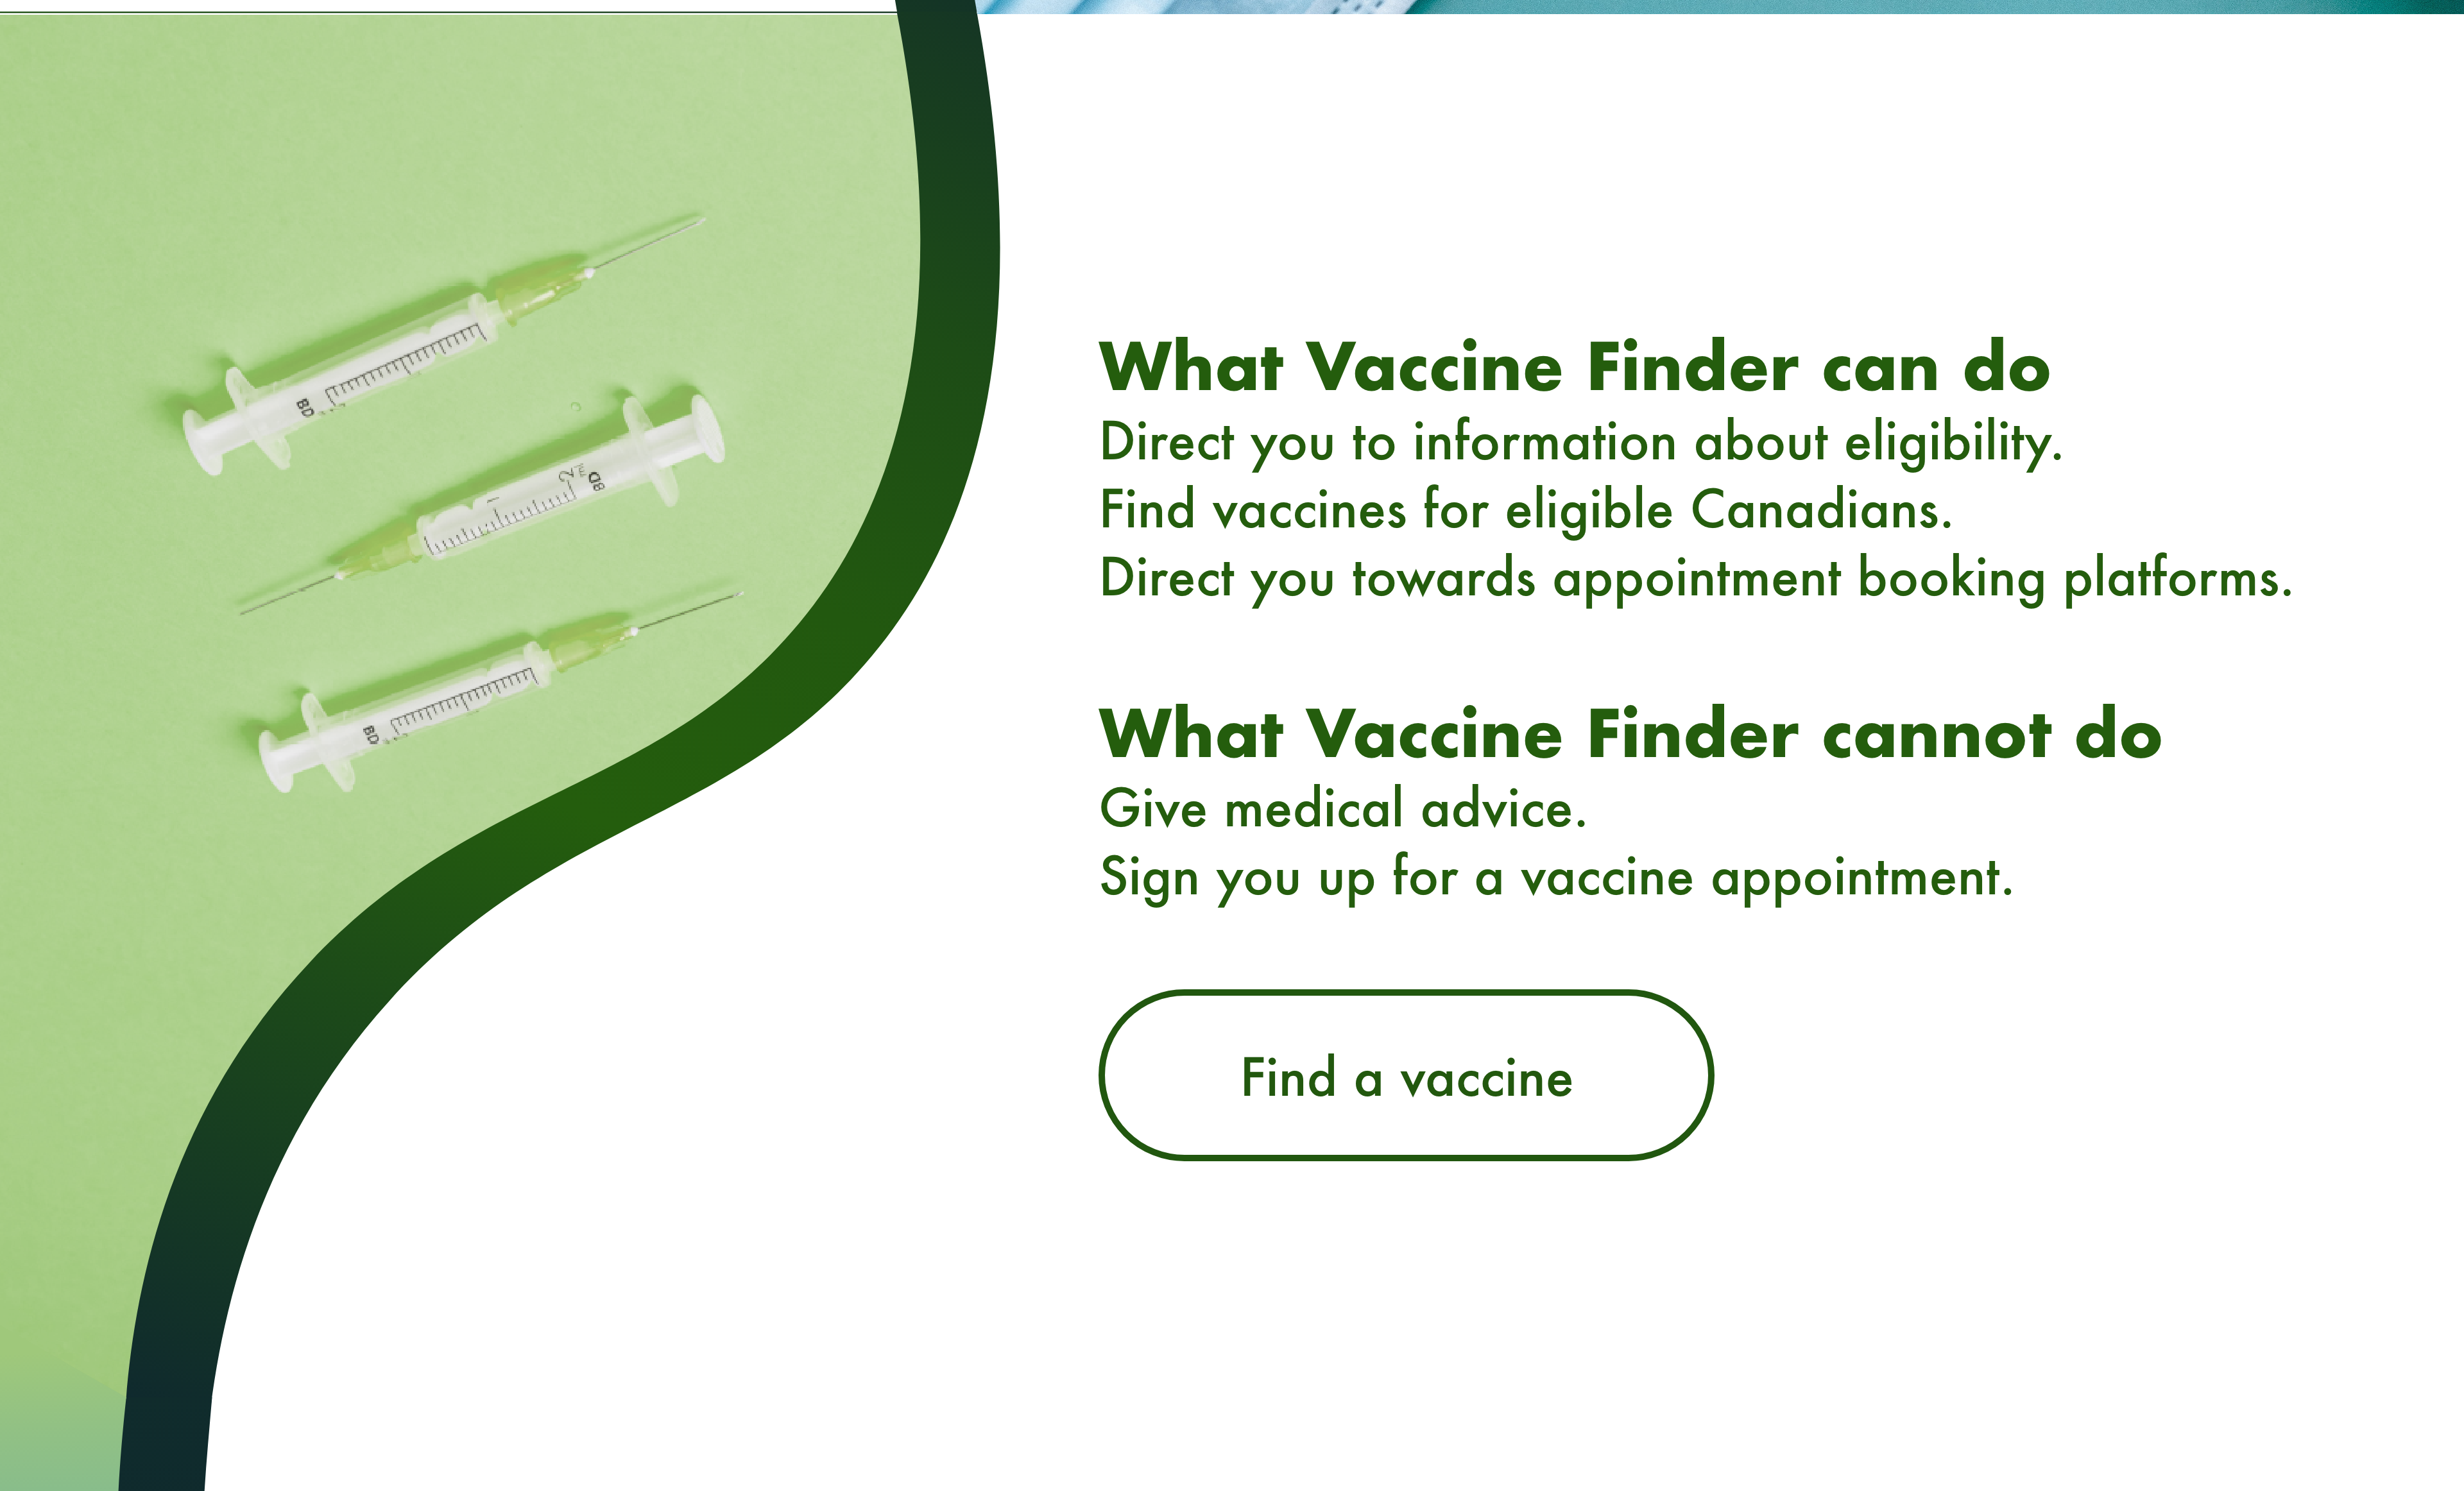 What Vaccine Finder can do
Direct you to information about eligibility.
Find vaccines for eligible Canadians.
Direct you towards appointment booking platforms.
What Vaccine Finder cannot do
Give medical advice.
Sign you up for a vaccine appointment.
Find a vaccine
BD
2
BD
BD